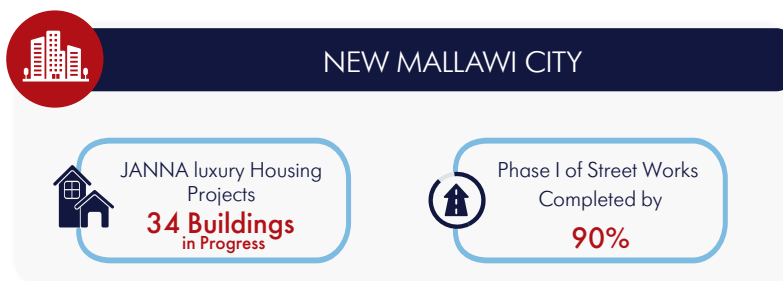 NEW MALLAWI CITY
JANNA luxury Housing
Projects
34 Buildings
in Progress
Phase I of Street Works
Completed by
90%